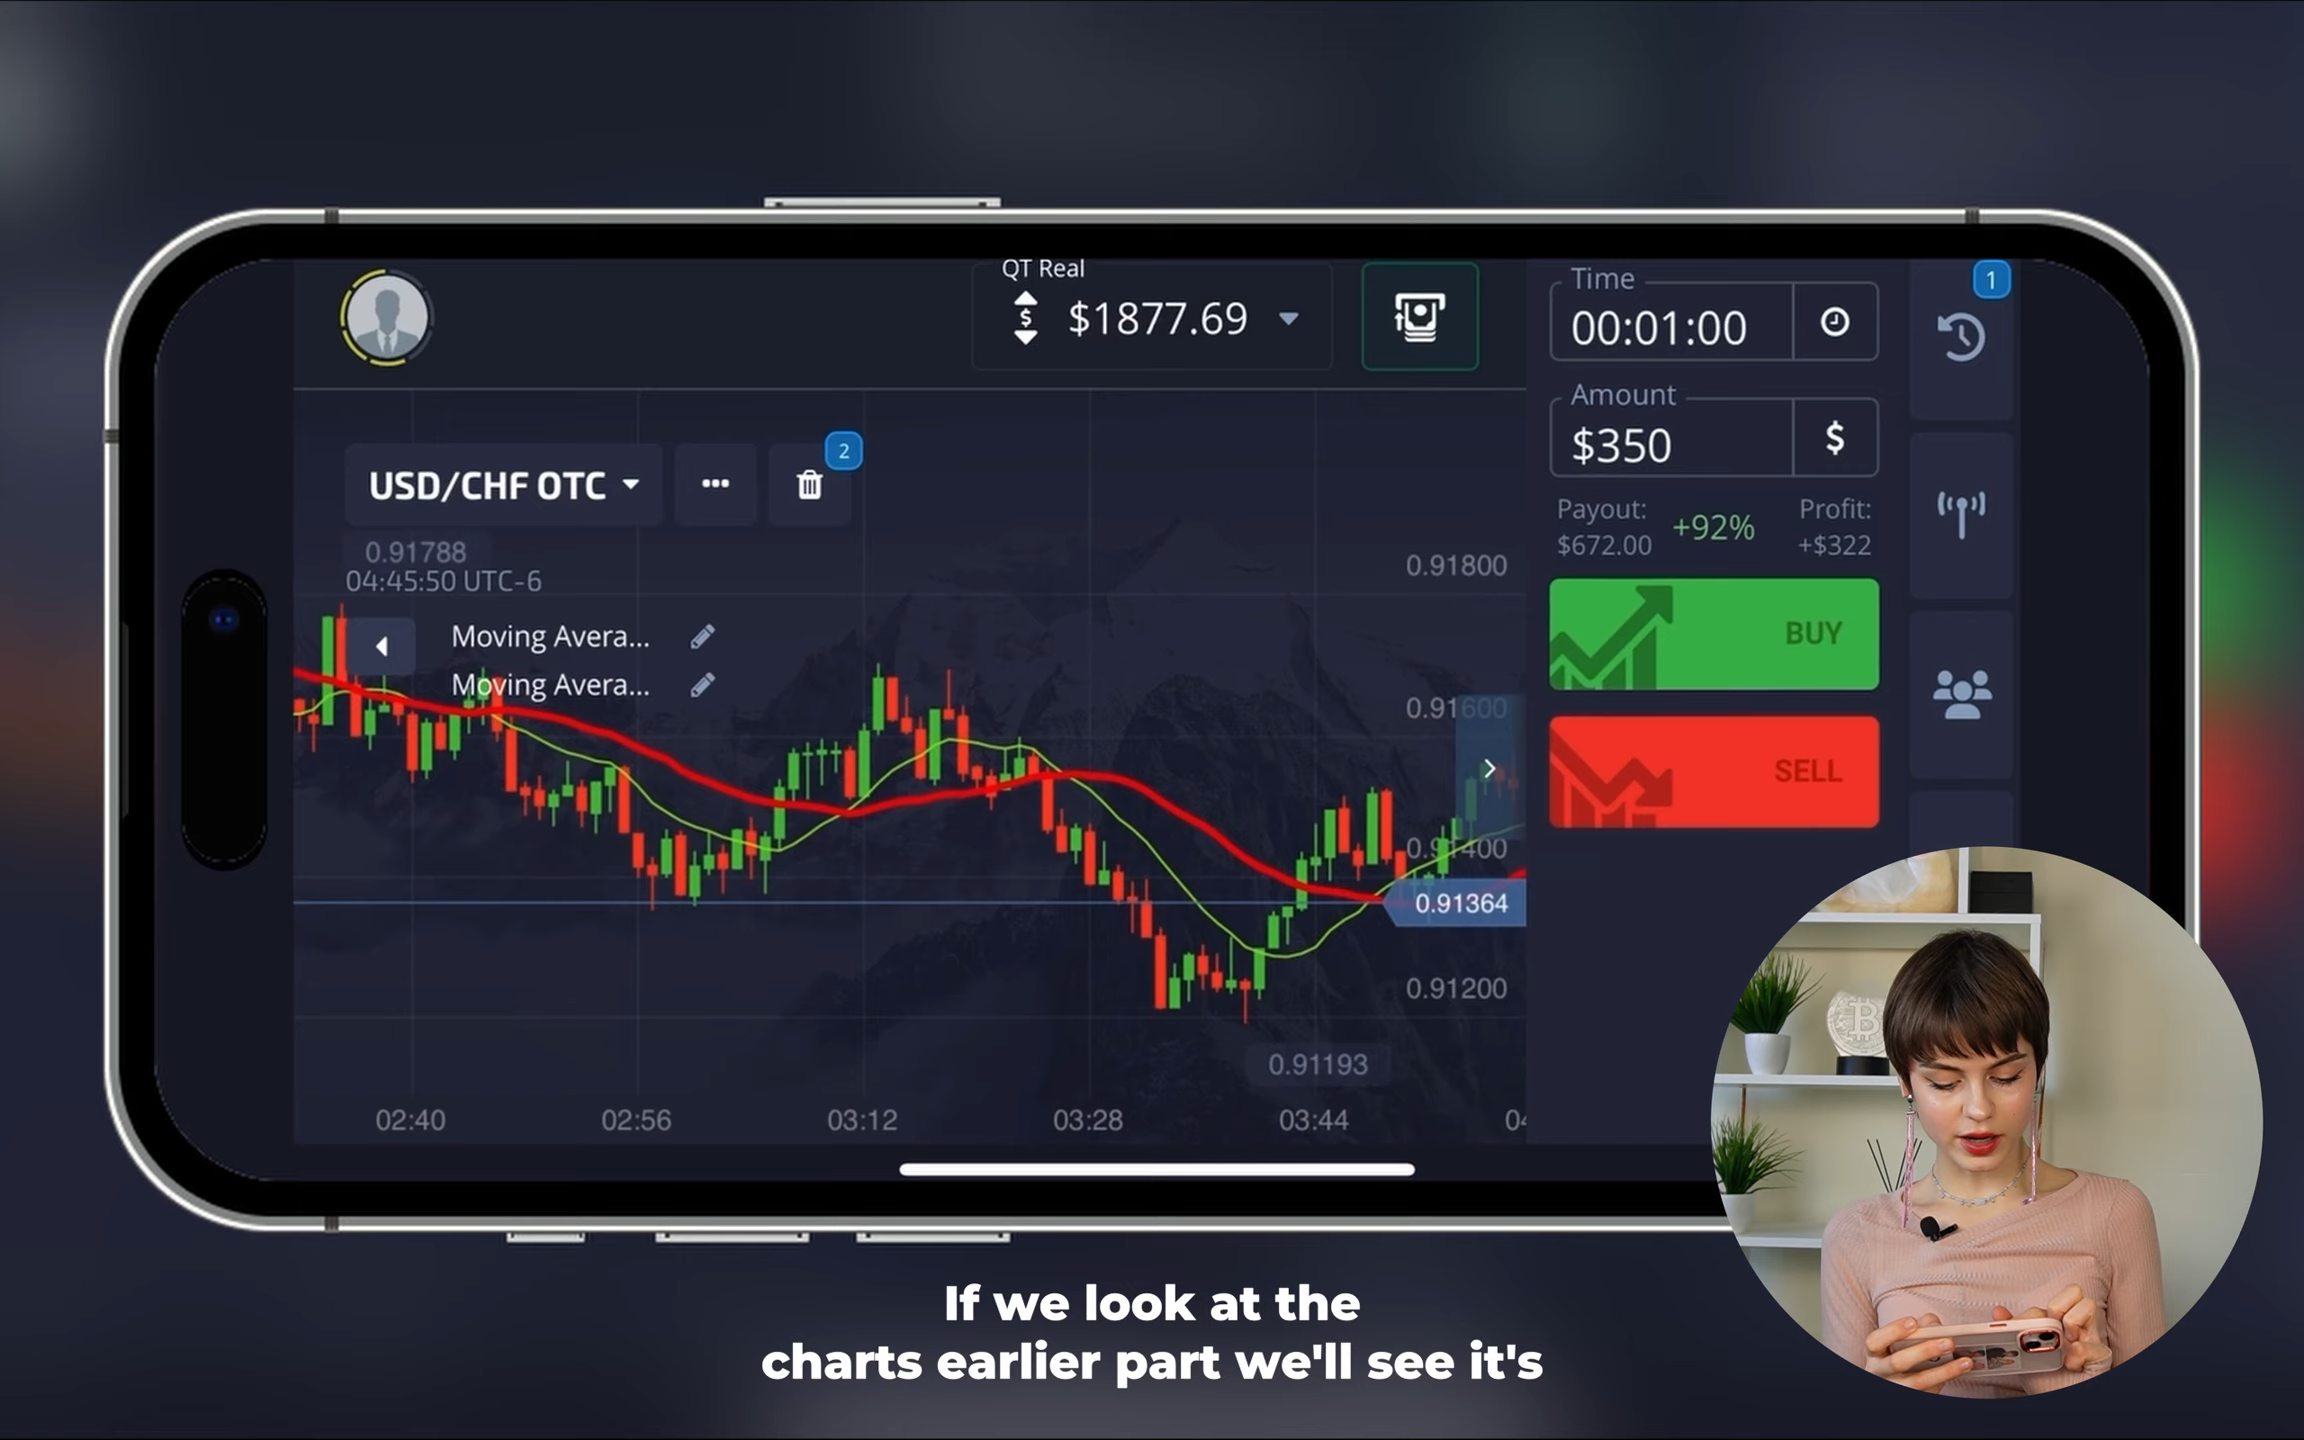 QT Real
$
$1877.69
Time
00:01:00
1
Amount
$350
$
Payout:
$672.00
+92%
Profit:
+$322
BUY
SELL
USD/CHF OTC
2
0.91788
04:45:50 UTC-6
Moving Avera...
Moving Avera...
0.91800
0.91600
0.91400
0.91364
0.91200
0.91193
02:40
02:56
03:12
03:28
03:44
If we look at the
charts earlier part we'll see it's